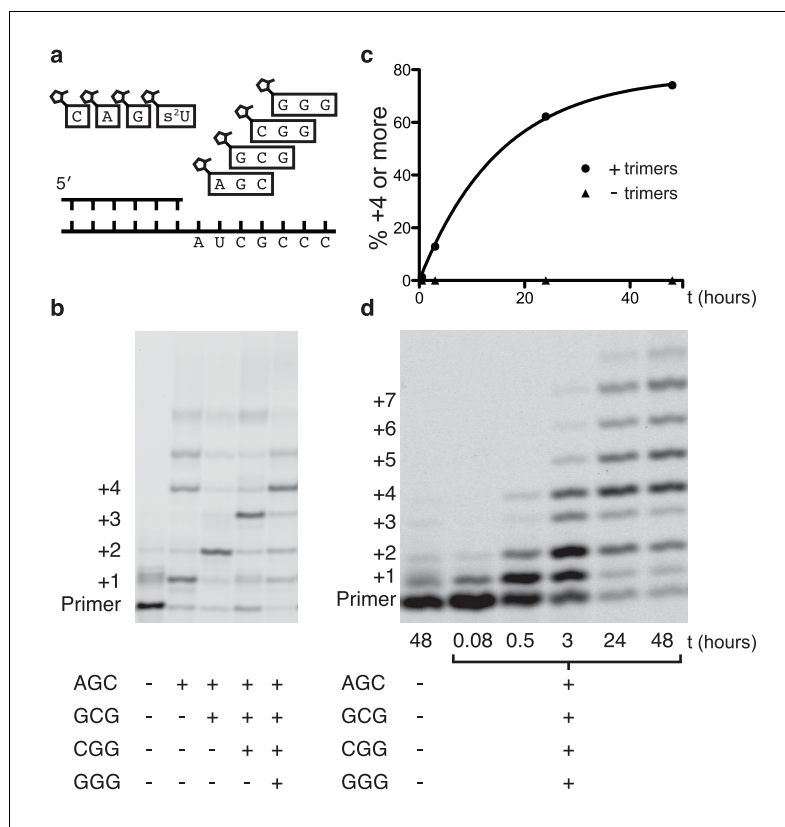 a
C A G s²U
G G G
C G G
G C G
A G C
5′
A U C G C C C
c
80
60
40
20
0
% +4 or more
+ trimers
- trimers
0 20 40 t (hours)
b
+4
+3
+2
+1
Primer
AGC - + + + +
GCG - - + + +
CGG - - - + +
GGG - - - - +
d
+7
+6
+5
+4
+3
+2
+1
Primer
48 0.08 0.5 3 24 48 t (hours)
AGC - +
GCG - +
CGG - +
GGG - +